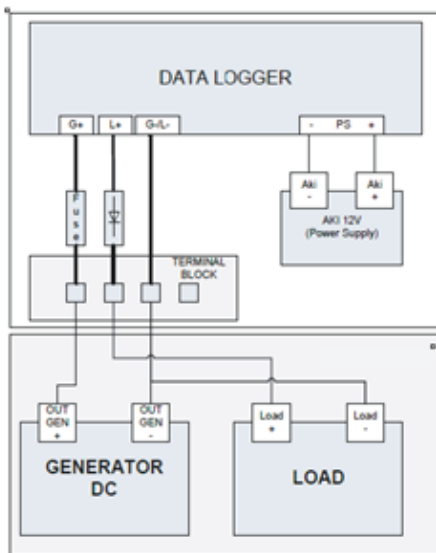 DATA LOGGER
G+ L+ G-/L- - PS +
Fuse
Aki
-
Aki
+
AKI 12V
(Power Supply)
TERMINAL
BLOCK
OUT
GEN
+
OUT
GEN
-
Load
+
Load
-
GENERATOR
DC
LOAD